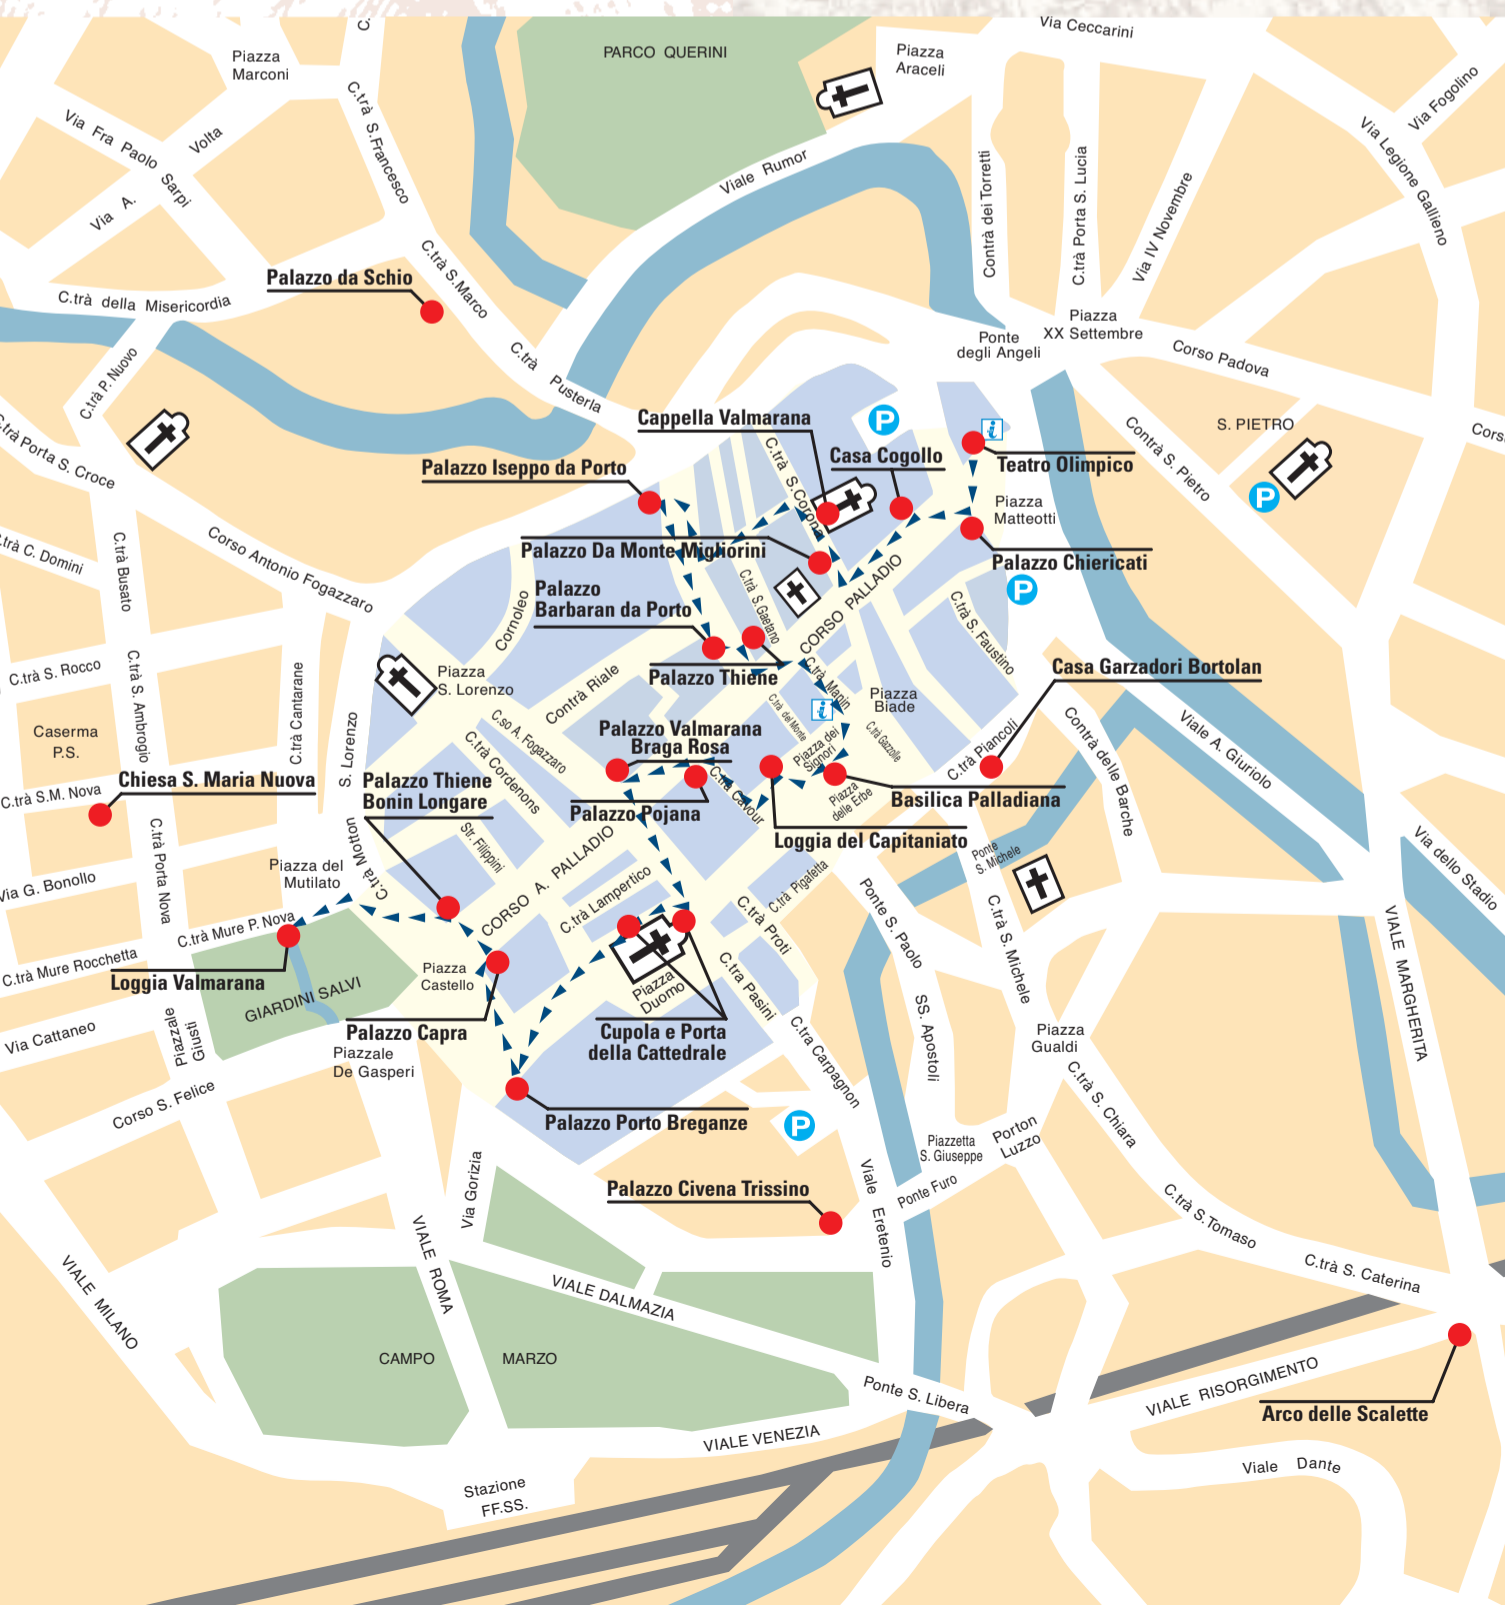 PARCO QUERINI
Piazza
Araceli
Via Ceccarini
Piazza
Marconi
C.trà S.Francesco
Via Fra Paolo Sarpi
Via A. Volta
Via Fogolino
Via Legione Gallieno
Viale Rumor
Contrà dei Torretti
C.trà Porta S. Lucia
Via IV Novembre
C.trà S.Marco
Palazzo da Schio
C.trà della Misericordia
C.trà P. Nuovo
C.trà Pusterla
Ponte
degli Angeli
Piazza
XX Settembre
Corso Padova
Contrà S. Pietro
S. PIETRO
P
Cappella Valmarana
P
i
Casa Cogollo
Teatro Olimpico
Palazzo Iseppo da Porto
C.trà S.Corona
Piazza
Matteotti
Palazzo Da Monte Migliorini
Palazzo Chiericati
P
Palazzo
Barbaran da Porto
C.trà S.Gaetano
CORSO PALLADIO
C.trà S. Faustino
Corso Antonio Fogazzaro
C.trà Busato
C.trà S. Rocco
C.trà S. Ambrogio
C.trà Cantarane
S. Lorenzo
Cornoleo
Piazza
S. Lorenzo
Contrà Riale
Palazzo Thiene
C.trà Manin
C.trà del Monte
i
Piazza
Biade
C.trà Gazzolle
Casa Garzadori Bortolan
C.trà Piancoli
Contrà delle Barche
Viale A. Giuriolo
Caserma
P.S.
Chiesa S. Maria Nuova
C.trà S.M. Nova
C.so A. Fogazzaro
C.trà Cordenons
Palazzo Valmarana
Braga Rosa
Piazza dei
Signori
Piazza
delle Erbe
Basilica Palladiana
C.trà Cavour
Palazzo Thiene
Bonin Longare
Palazzo Pojana
Loggia del Capitaniato
C.trà Motton
Str. Filippini
C.trà Porta Nova
Piazza del
Mutilato
Via G. Bonollo
CORSO A. PALLADIO
C.trà Lampertico
C.trà Pigafetta
C.trà Proti
Ponte
S. Michele
Ponte S. Paolo
C.trà S. Michele
Via dello Stadio
VIALE MARGHERITA
C.trà Mure P. Nova
C.trà Mure Rocchetta
Loggia Valmarana
GIARDINI SALVI
Piazza
Castello
Palazzo Capra
Piazza
Duomo
C.tra Pasini
Cupola e Porta
della Cattedrale
Via Cattaneo
Piazzale
Giusti
Piazzale
De Gasperi
Corso S. Felice
C.tra Carpagnon
SS. Apostoli
Piazza
Gualdi
C.trà S. Chiara
Palazzo Porto Breganze
P
Piazzetta
S. Giuseppe
Porton
Luzzo
Ponte Furo
Viale Eretenio
Palazzo Civena Trissino
Via Gorizia
VIALE ROMA
VIALE MILANO
VIALE DALMAZIA
CAMPO MARZO
C.trà S.Tomaso
C.trà S. Caterina
Ponte S. Libera
VIALE RISORGIMENTO
Arco delle Scalette
VIALE VENEZIA
Viale Dante
Stazione
FF.SS.